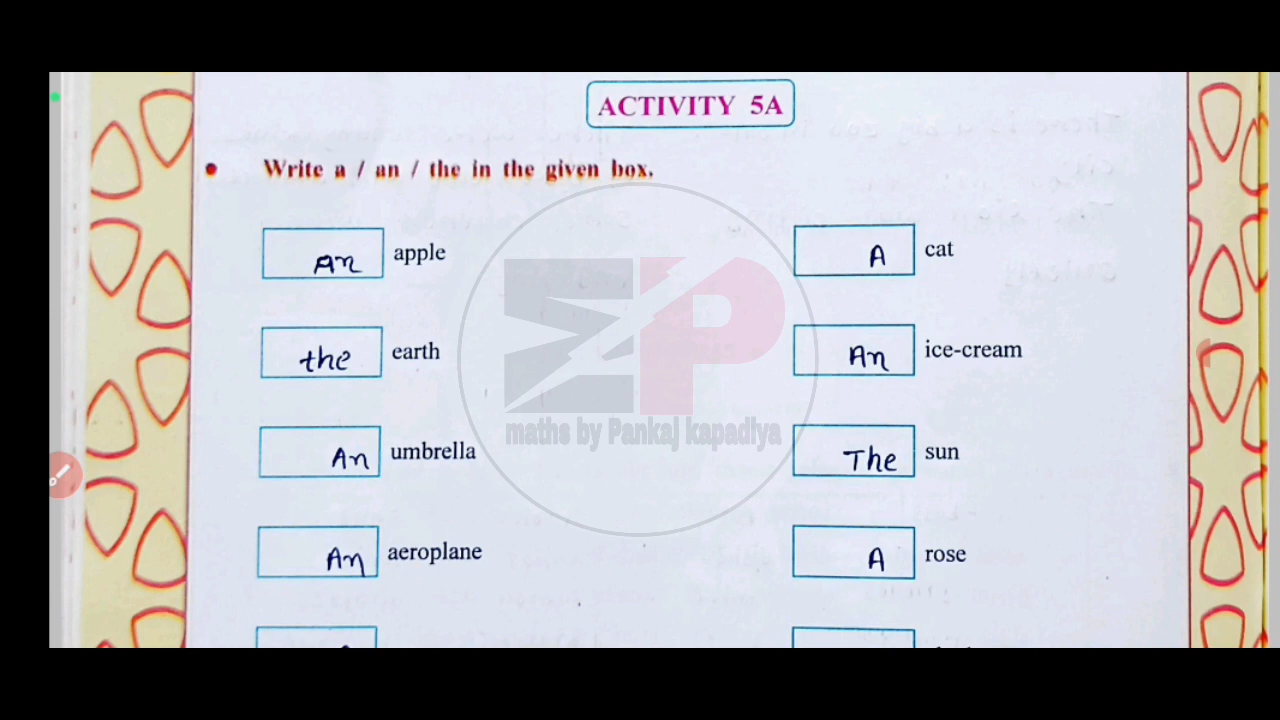 ACTIVITY 5A
• Write a / an / the in the given box.
An apple
A cat
the earth
An ice-cream
maths by Pankaj kapadiya
An umbrella
The sun
An aeroplane
A rose